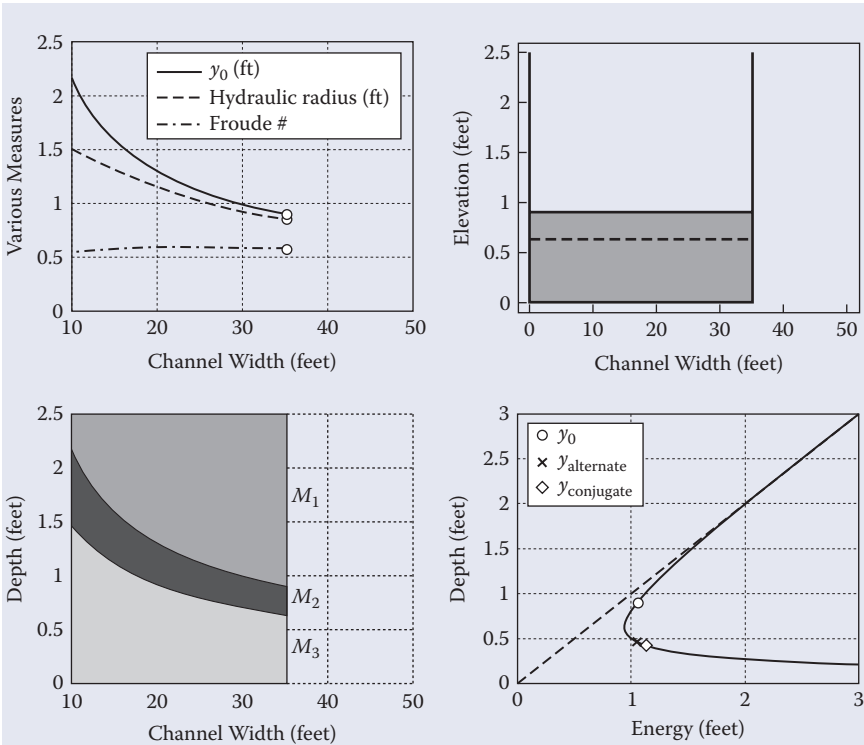 Various Measures
2.5
2
1.5
1
0.5
0
y0 (ft)
Hydraulic radius (ft)
Froude #
10 20 30 40 50
Channel Width (feet)
Elevation (feet)
2.5
2
1.5
1
0.5
0
0 10 20 30 40 50
Channel Width (feet)
Depth (feet)
2.5
2
1.5
1
0.5
0
M1
M2
M3
10 20 30 40 50
Channel Width (feet)
Depth (feet)
3
2.5
2
1.5
1
0.5
0
y0
yalternate
yconjugate
0 1 2 3
Energy (feet)